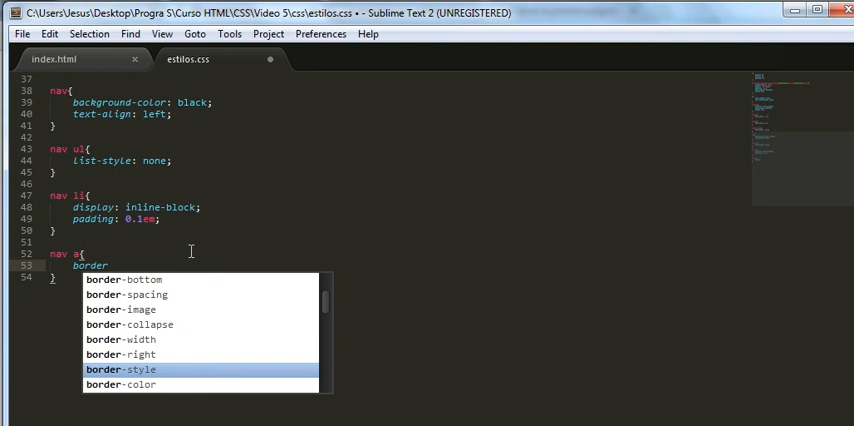 C:\Users\Jesus\Desktop\Progra S\Curso HTML\CSS\Video 5\css\estilos.css • - Sublime Text 2 (UNREGISTERED)
File Edit Selection Find View Goto Tools Project Preferences Help
index.html × estilos.css
37
38 nav{
39 background-color: black;
40 text-align: left;
41 }
42
43 nav ul{
44 list-style: none;
45 }
46
47 nav li{
48 display: inline-block;
49 padding: 0.1em;
50 }
51
52 nav a{
53 border
54 }
border-bottom
border-spacing
border-image
border-collapse
border-width
border-right
border-style
border-color